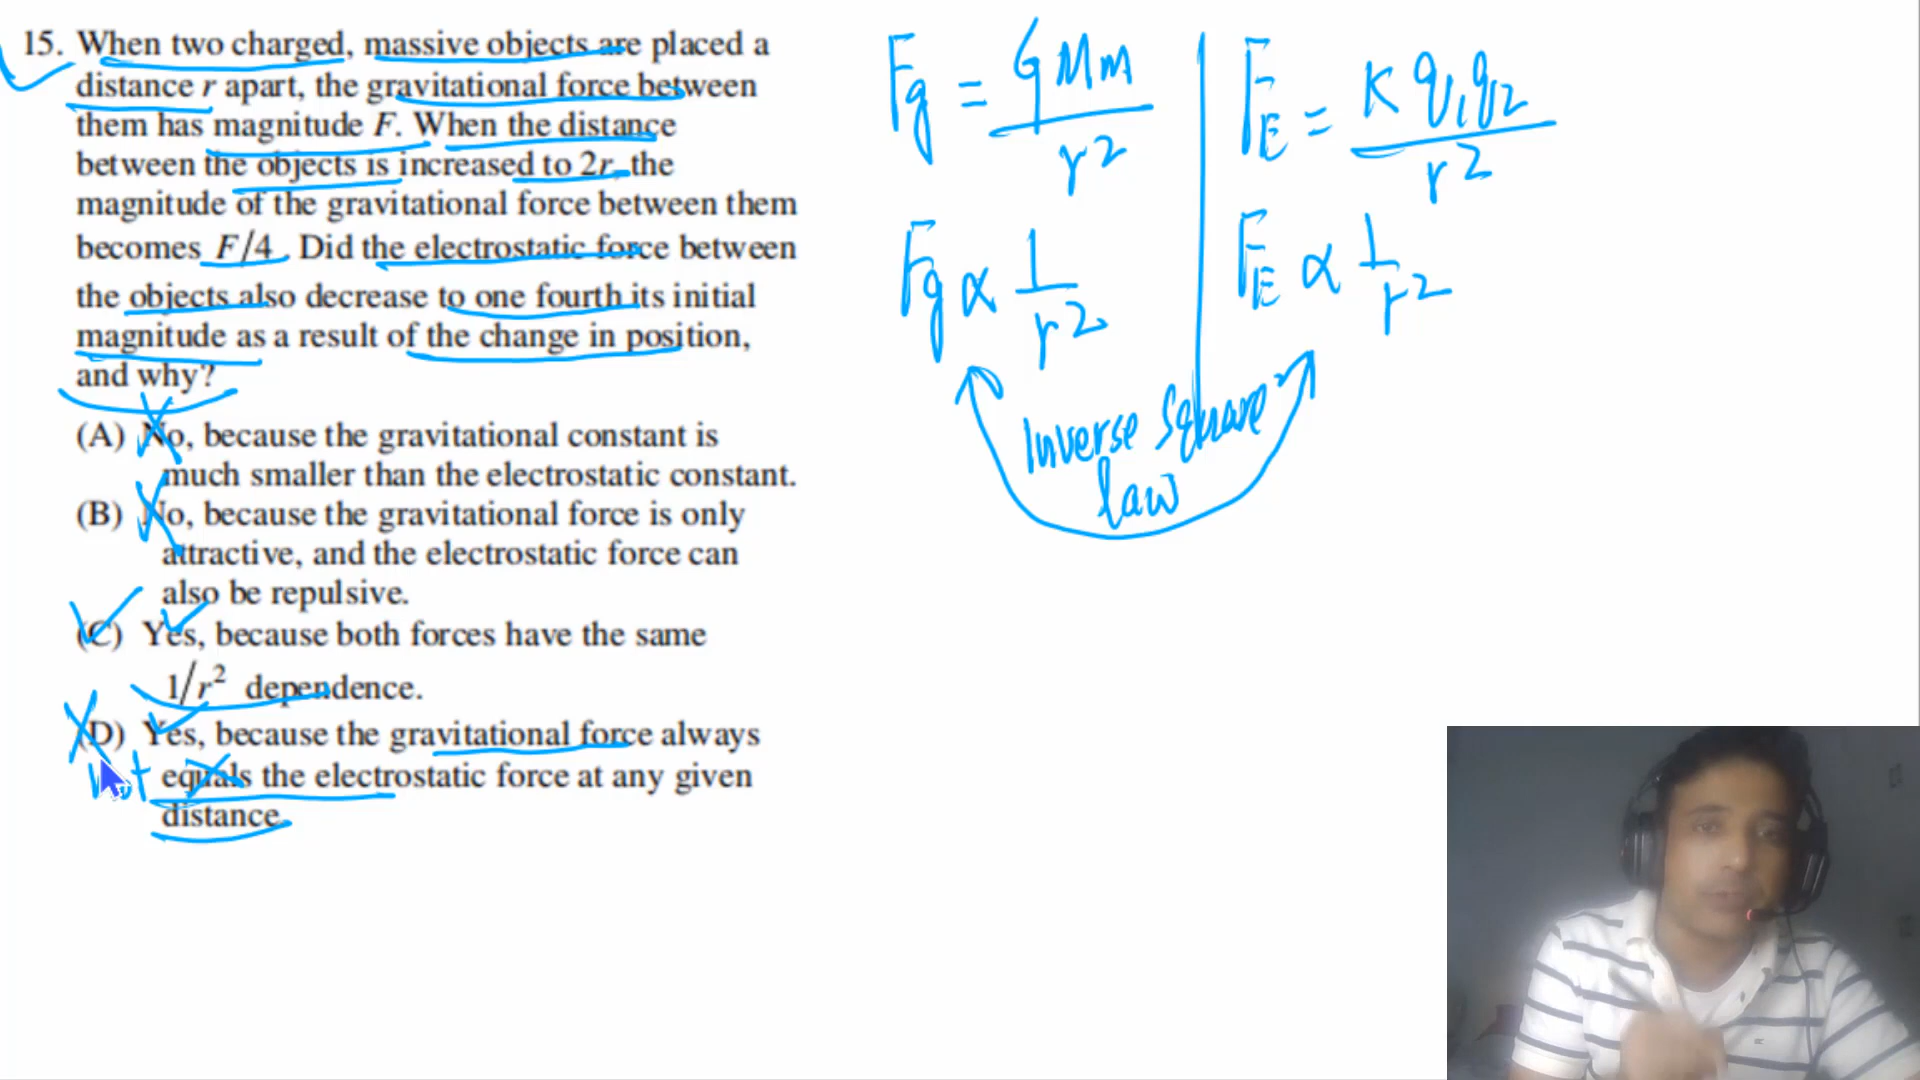 15. When two charged, massive objects are placed a
distance r apart, the gravitational force between
them has magnitude F. When the distance
between the objects is increased to 2r, the
magnitude of the gravitational force between them
becomes F/4. Did the electrostatic force between
the objects also decrease to one fourth its initial
magnitude as a result of the change in position,
and why?
(A) No, because the gravitational constant is
much smaller than the electrostatic constant.
(B) No, because the gravitational force is only
attractive, and the electrostatic force can
also be repulsive.
(C) Yes, because both forces have the same
1/r² dependence.
(D) Yes, because the gravitational force always
not equals the electrostatic force at any given
distance.
Fg = GMm/r²
Fg ∝ 1/r²
FE = Kq₁q₂/r²
FE ∝ 1/r²
Inverse square
law